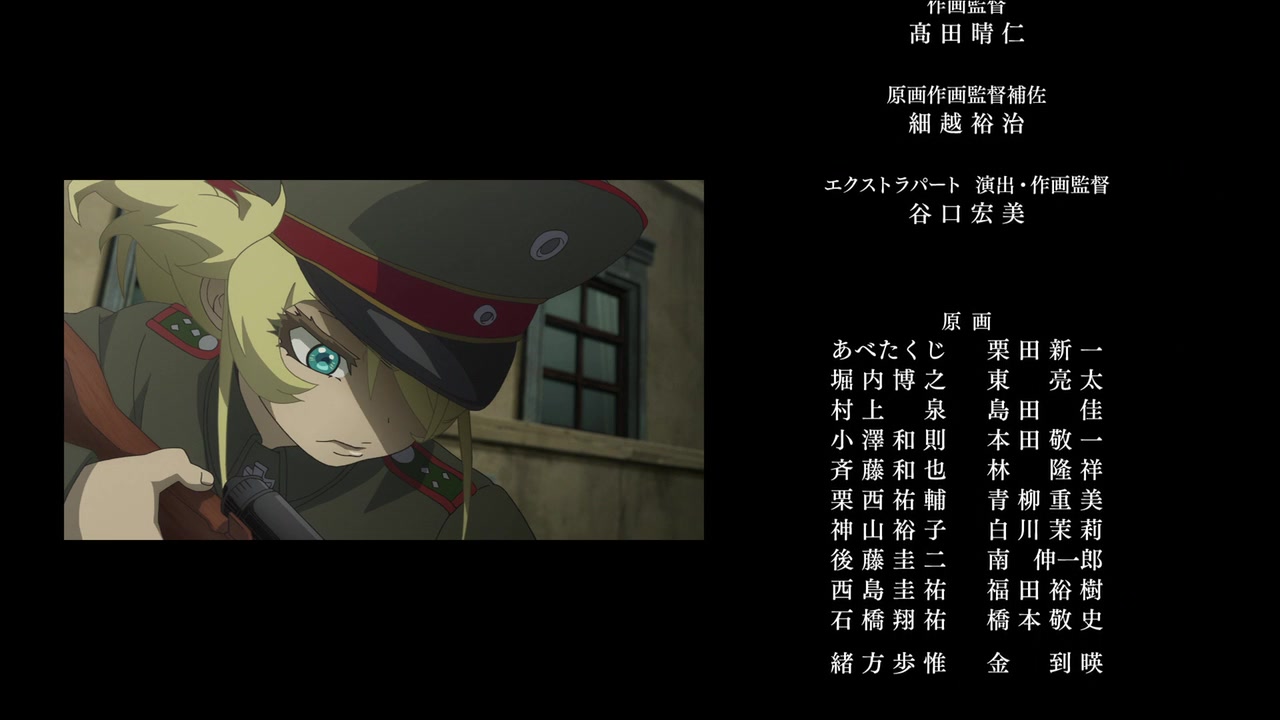 作画監督
髙田晴仁
原画作画監督補佐
細越裕治
エクストラパート 演出・作画監督
谷口宏美
原画
あべたくじ 栗田新一
堀内博之 東 亮太
村上 泉 島田 佳
小澤和則 本田敬一
斉藤和也 林 隆祥
栗西祐輔 青柳重美
神山裕子 白川茉莉
後藤圭二 南 伸一郎
西島圭祐 福田裕樹
石橋翔祐 橋本敬史
緒方歩惟 金 到暎